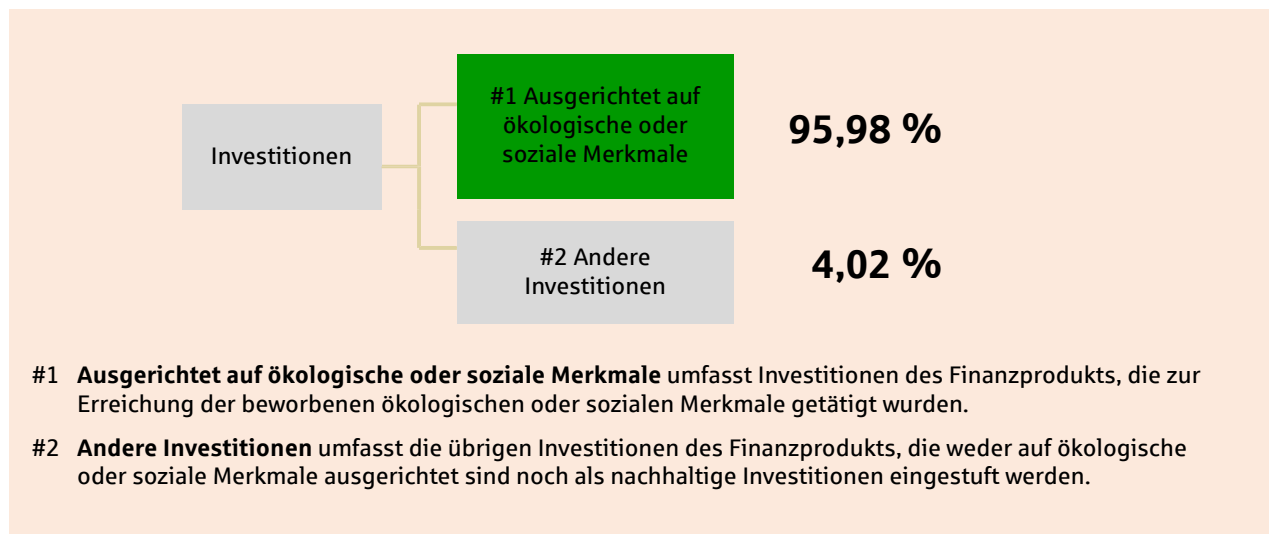 Investitionen
#1 Ausgerichtet auf
ökologische oder
soziale Merkmale
95,98 %
#2 Andere
Investitionen
4,02 %
#1 Ausgerichtet auf ökologische oder soziale Merkmale umfasst Investitionen des Finanzprodukts, die zur
Erreichung der beworbenen ökologischen oder sozialen Merkmale getätigt wurden.
#2 Andere Investitionen umfasst die übrigen Investitionen des Finanzprodukts, die weder auf ökologische
oder soziale Merkmale ausgerichtet sind noch als nachhaltige Investitionen eingestuft werden.